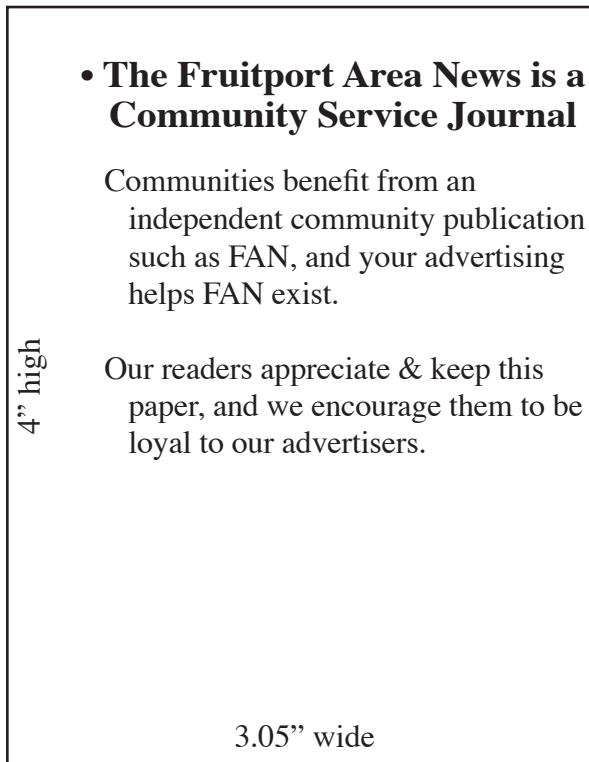 • The Fruitport Area News is a
Community Service Journal
Communities benefit from an
independent community publication
such as FAN, and your advertising
helps FAN exist.
4” high
Our readers appreciate & keep this
paper, and we encourage them to be
loyal to our advertisers.
3.05” wide